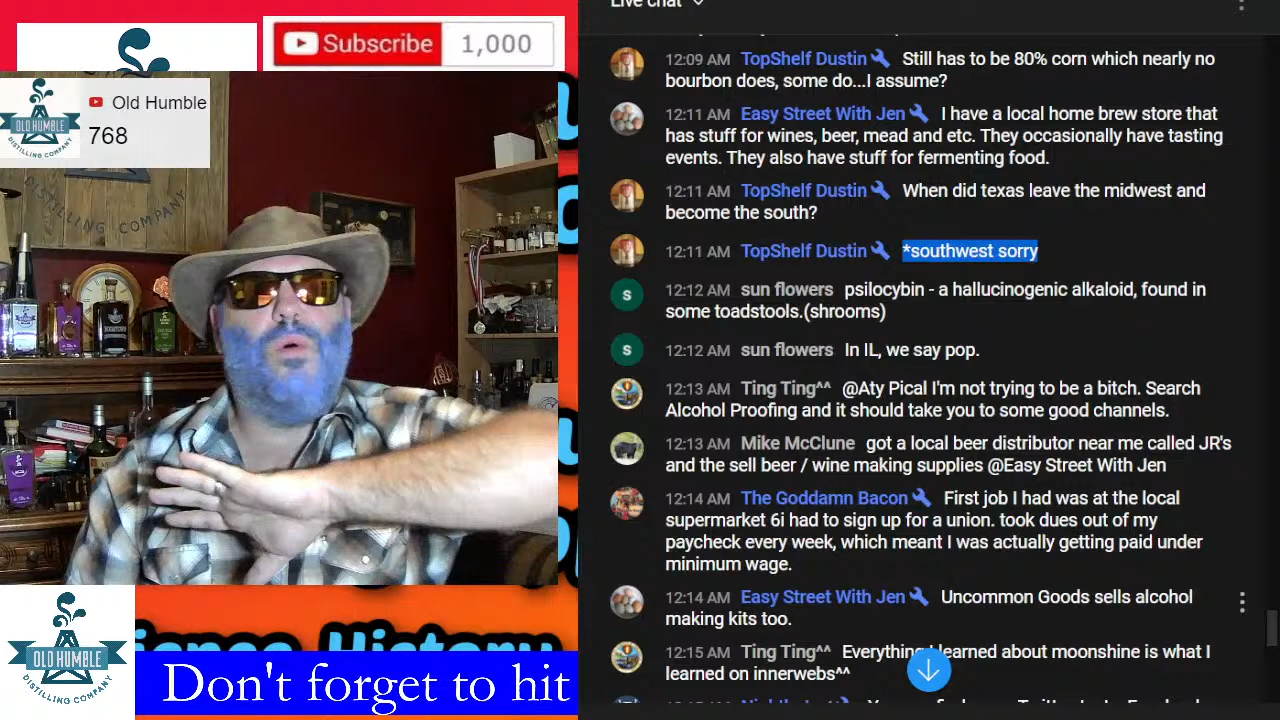 Subscribe 1,000
Old Humble
768
OLD HUMBLE
DISTILLING COMPANY
DISTILLING COMPANY
OLD HUMBLE
DISTILLING COMPANY
Don't forget to hit
Live chat
12:09 AM TopShelf Dustin Still has to be 80% corn which nearly no
bourbon does, some do...I assume?
12:11 AM Easy Street With Jen I have a local home brew store that
has stuff for wines, beer, mead and etc. They occasionally have tasting
events. They also have stuff for fermenting food.
12:11 AM TopShelf Dustin When did texas leave the midwest and
become the south?
12:11 AM TopShelf Dustin *southwest sorry
S 12:12 AM sun flowers psilocybin - a hallucinogenic alkaloid, found in
some toadstools.(shrooms)
S 12:12 AM sun flowers In IL, we say pop.
12:13 AM Ting Ting^^ @Aty Pical I'm not trying to be a bitch. Search
Alcohol Proofing and it should take you to some good channels.
12:13 AM Mike McClune got a local beer distributor near me called JR's
and the sell beer / wine making supplies @Easy Street With Jen
12:14 AM The Goddamn Bacon First job I had was at the local
supermarket 6i had to sign up for a union. took dues out of my
paycheck every week, which meant I was actually getting paid under
minimum wage.
12:14 AM Easy Street With Jen Uncommon Goods sells alcohol
making kits too.
12:15 AM Ting Ting^^ Everything learned about moonshine is what I
learned on innerwebs^^